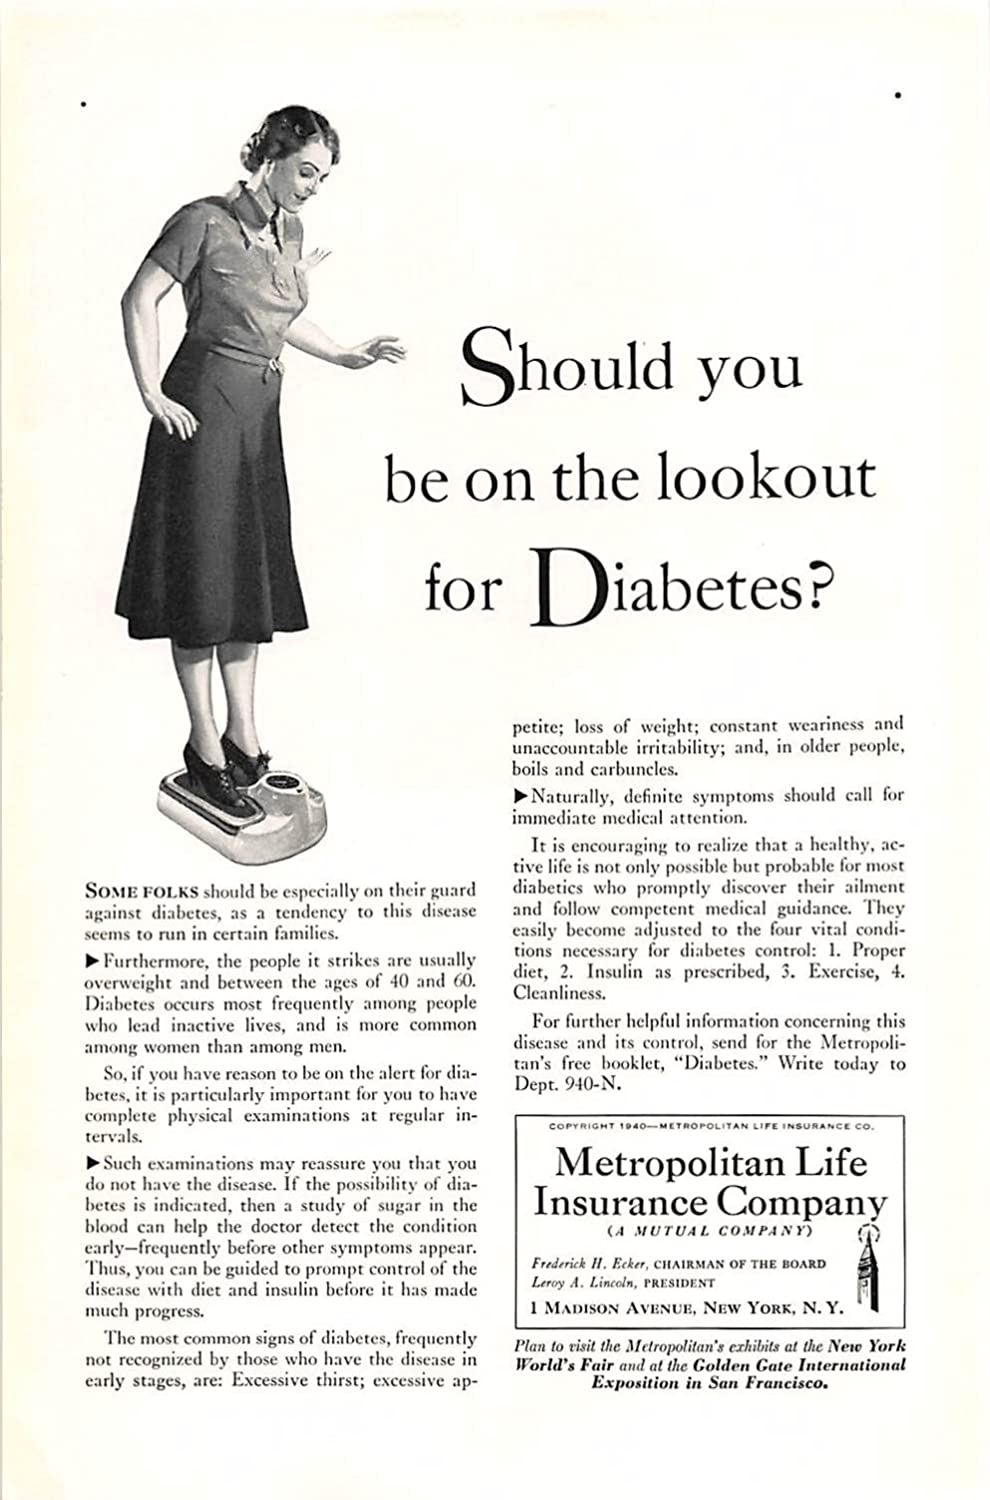 Should you
be on the lookout
for Diabetes?
SOME FOLKS should be especially on their guard
against diabetes, as a tendency to this disease
seems to run in certain families.
▶Furthermore, the people it strikes are usually
overweight and between the ages of 40 and 60.
Diabetes occurs most frequently among people
who lead inactive lives, and is more common
among women than among men.
So, if you have reason to be on the alert for dia-
betes, it is particularly important for you to have
complete physical examinations at regular in-
tervals.
▶Such examinations may reassure you that you
do not have the disease. If the possibility of dia-
betes is indicated, then a study of sugar in the
blood can help the doctor detect the condition
early—frequently before other symptoms appear.
Thus, you can be guided to prompt control of the
disease with diet and insulin before it has made
much progress.
The most common signs of diabetes, frequently
not recognized by those who have the disease in
early stages, are: Excessive thirst; excessive ap-
petite; loss of weight; constant weariness and
unaccountable irritability; and, in older people,
boils and carbuncles.
▶Naturally, definite symptoms should call for
immediate medical attention.
It is encouraging to realize that a healthy, ac-
tive life is not only possible but probable for most
diabetics who promptly discover their ailment
and follow competent medical guidance. They
easily become adjusted to the four vital condi-
tions necessary for diabetes control: 1. Proper
diet, 2. Insulin as prescribed, 3. Exercise, 4.
Cleanliness.
For further helpful information concerning this
disease and its control, send for the Metropoli-
tan's free booklet, "Diabetes." Write today to
Dept. 940-N.
COPYRIGHT 1940—METROPOLITAN LIFE INSURANCE CO.
Metropolitan Life
Insurance Company
(A MUTUAL COMPANY)
Frederick H. Ecker, CHAIRMAN OF THE BOARD
Leroy A. Lincoln, PRESIDENT
1 MADISON AVENUE, NEW YORK, N. Y.
Plan to visit the Metropolitan's exhibits at the New York
World's Fair and at the Golden Gate International
Exposition in San Francisco.